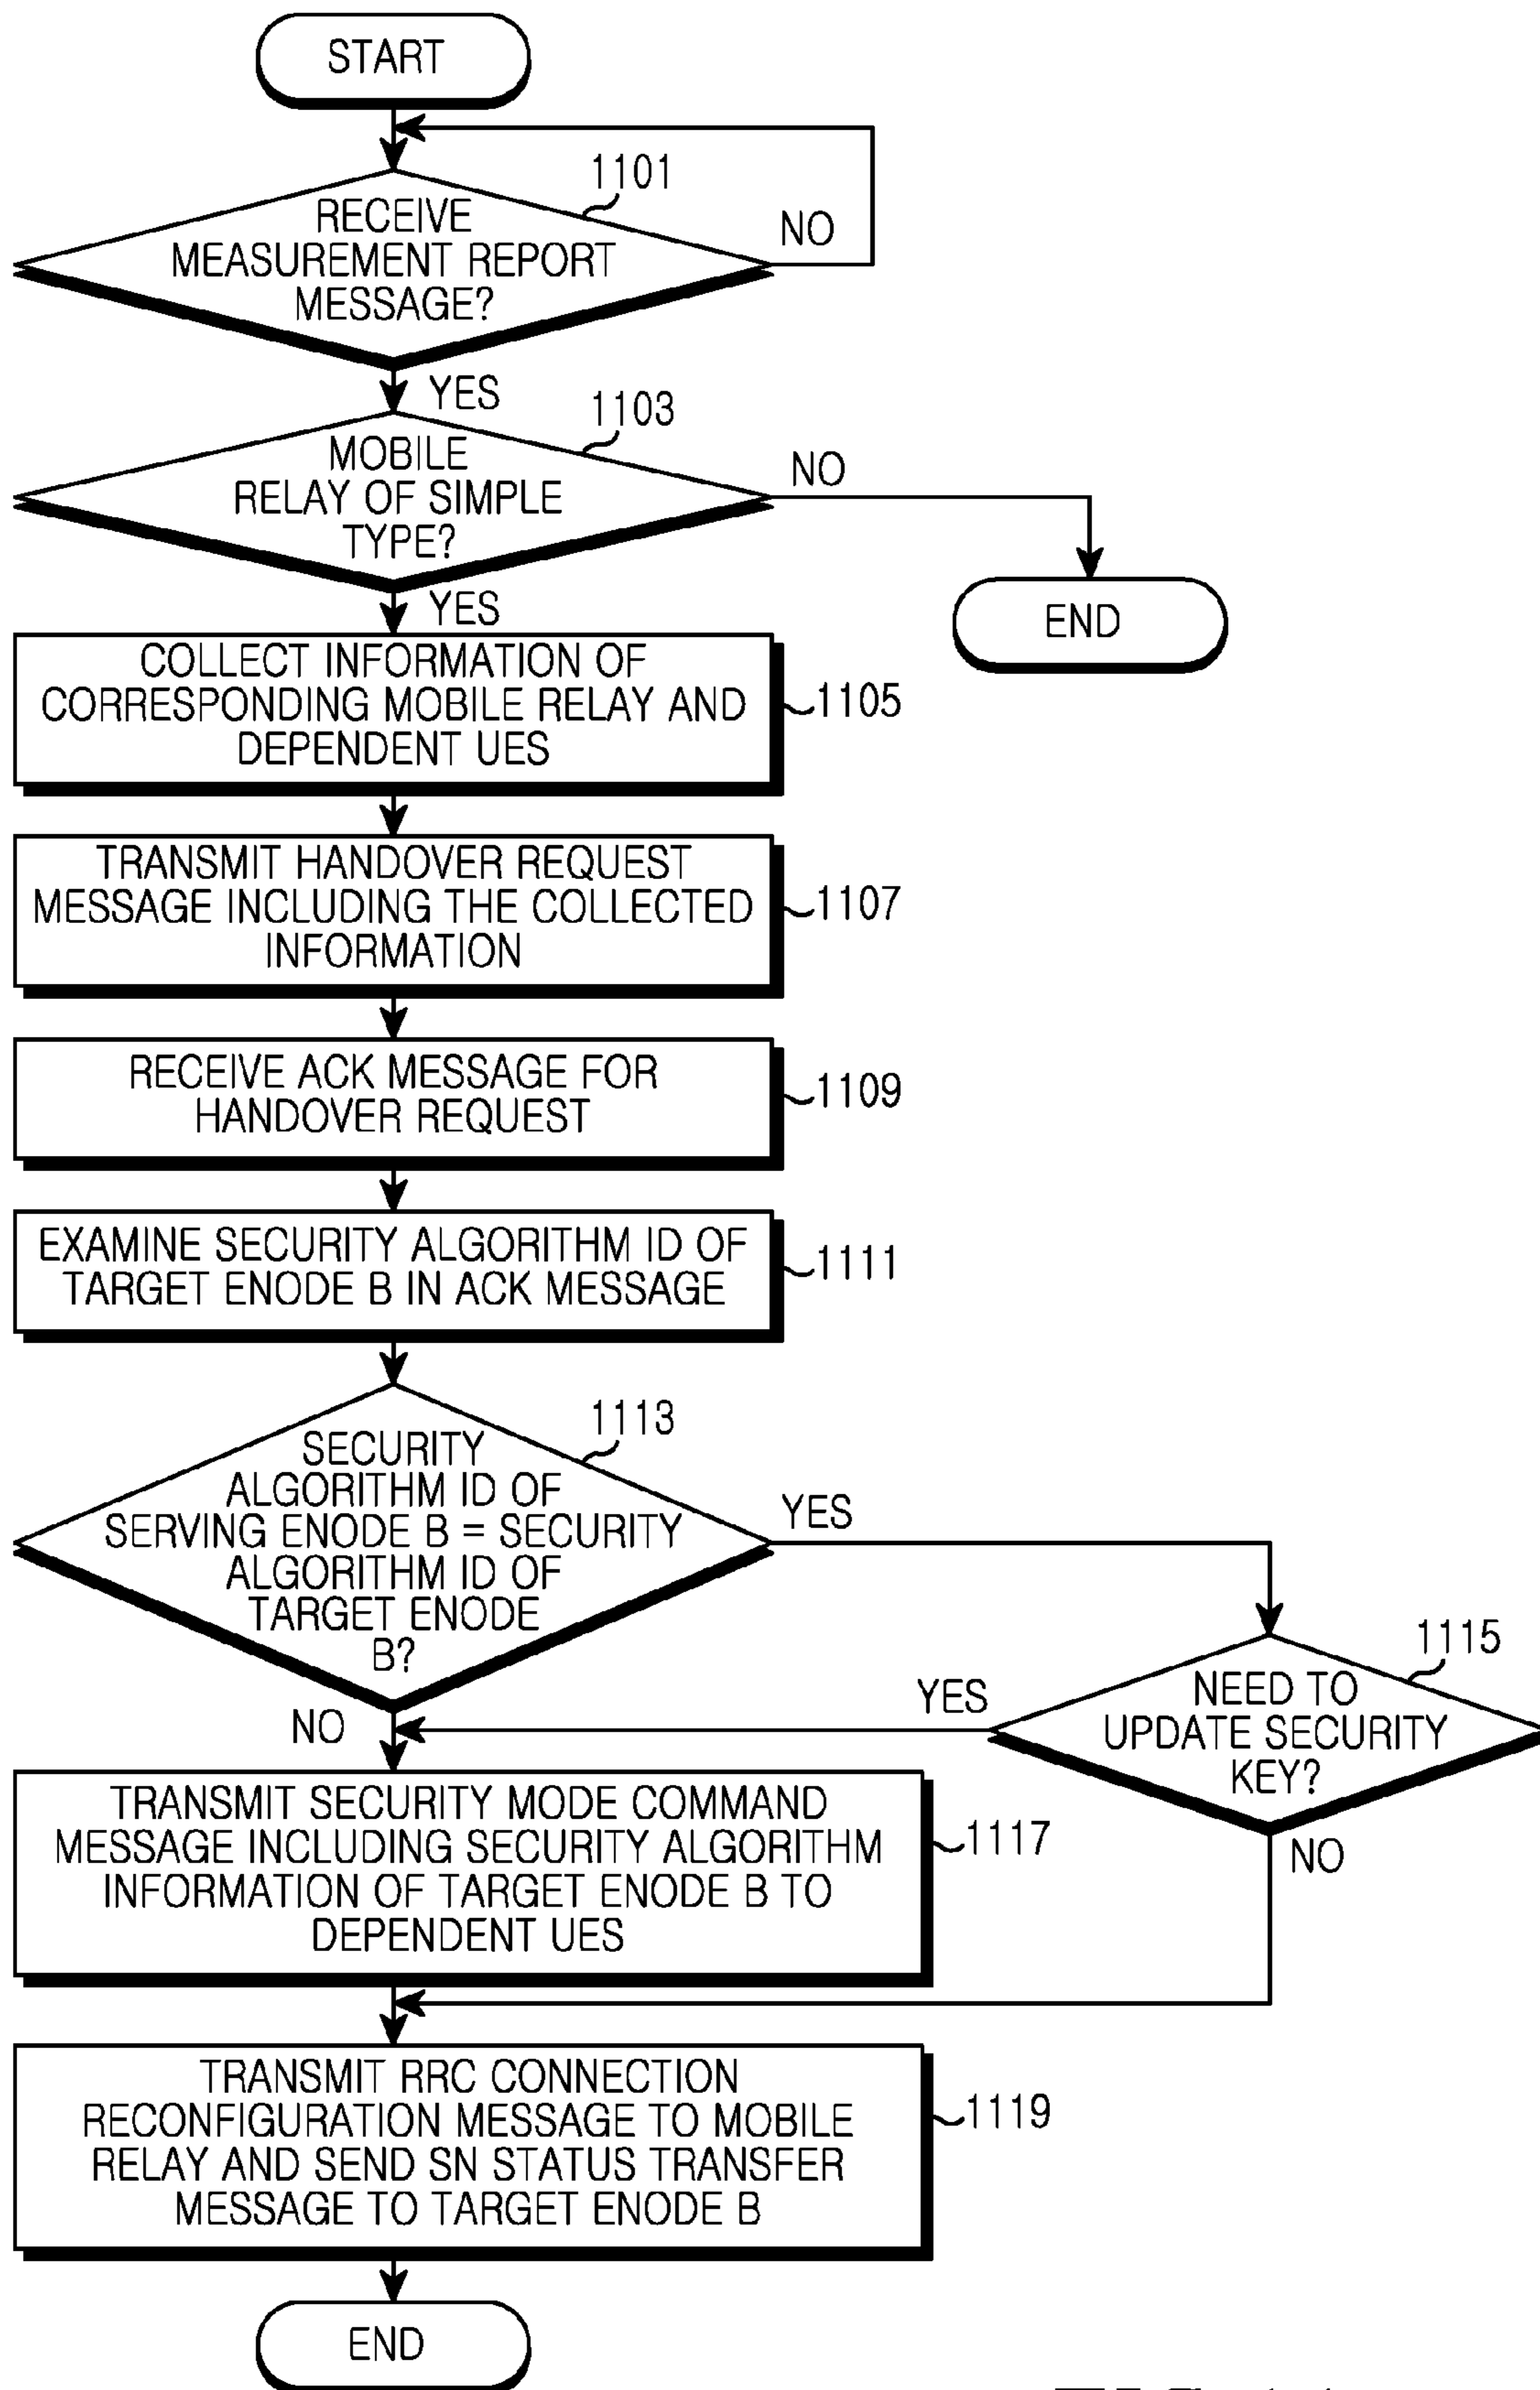 START
1101
RECEIVE
MEASUREMENT REPORT
MESSAGE?
NO
YES
1103
MOBILE
RELAY OF SIMPLE
TYPE?
NO
END
YES
COLLECT INFORMATION OF
CORRESPONDING MOBILE RELAY AND
DEPENDENT UES
1105
TRANSMIT HANDOVER REQUEST
MESSAGE INCLUDING THE COLLECTED
INFORMATION
1107
RECEIVE ACK MESSAGE FOR
HANDOVER REQUEST
1109
EXAMINE SECURITY ALGORITHM ID OF
TARGET ENODE B IN ACK MESSAGE
1111
1113
SECURITY
ALGORITHM ID OF
SERVING ENODE B = SECURITY
ALGORITHM ID OF
TARGET ENODE
B?
YES
1115
NEED TO
UPDATE SECURITY
KEY?
YES
NO
NO
TRANSMIT SECURITY MODE COMMAND
MESSAGE INCLUDING SECURITY ALGORITHM
INFORMATION OF TARGET ENODE B TO
DEPENDENT UES
1117
TRANSMIT RRC CONNECTION
RECONFIGURATION MESSAGE TO MOBILE
RELAY AND SEND SN STATUS TRANSFER
MESSAGE TO TARGET ENODE B
1119
END